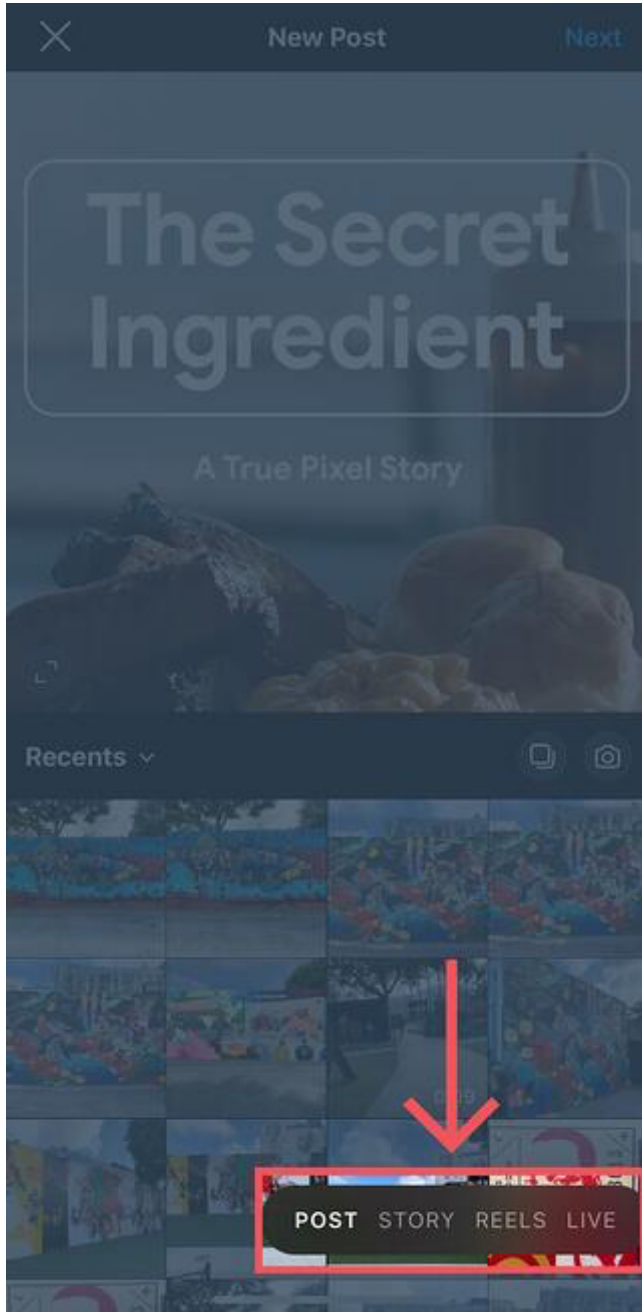 New Post
Next
The Secret
Ingredient
A True Pixel Story
Recents
POST STORY REELS LIVE